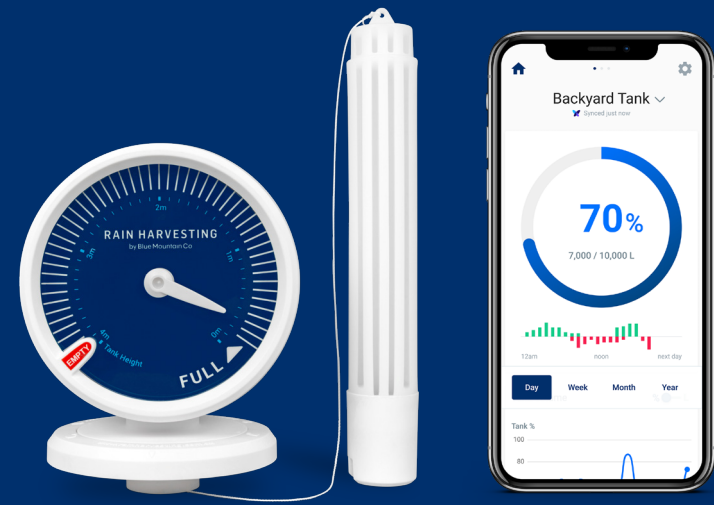 2m
RAIN HARVESTING
by Blue Mountain Co
3m
1m
4m
0m
Tank Height
EMPTY
FULL
Backyard Tank
Synced just now
70%
7,000 / 10,000 L
12am noon next day
Day Week Month Year
Tank %
100
80